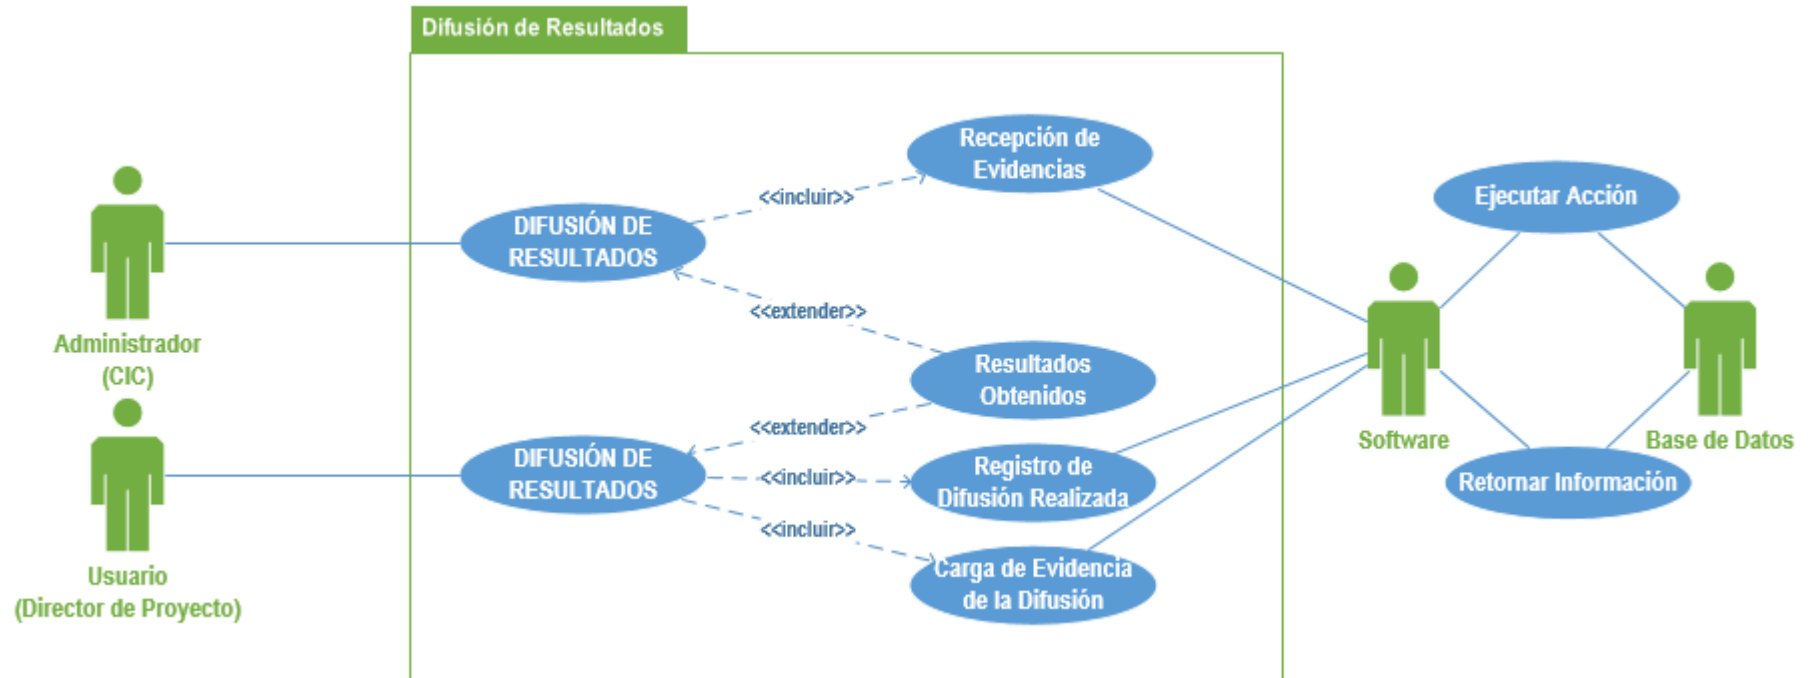 Difusión de Resultados
Recepción de
Evidencias
<<incluir>>
Ejecutar Acción
DIFUSIÓN DE
RESULTADOS
<<extender>>
Administrador
(CIC)
Resultados
Obtenidos
<<extender>>
Software
Base de Datos
DIFUSIÓN DE
RESULTADOS
<<incluir>>
Registro de
Difusión Realizada
Retornar Información
<<incluir>>
Usuario
(Director de Proyecto)
Carga de Evidencia
de la Difusión